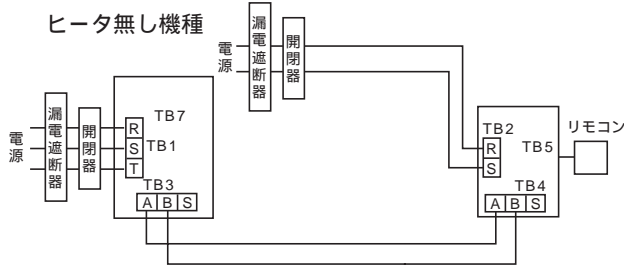 ヒータ無し機種
電源
漏電遮断器
開閉器
電源
漏電遮断器
開閉器
TB7
R
S
T
TB1
TB3
A B S
TB2
R
S
TB5
リモコン
TB4
A B S